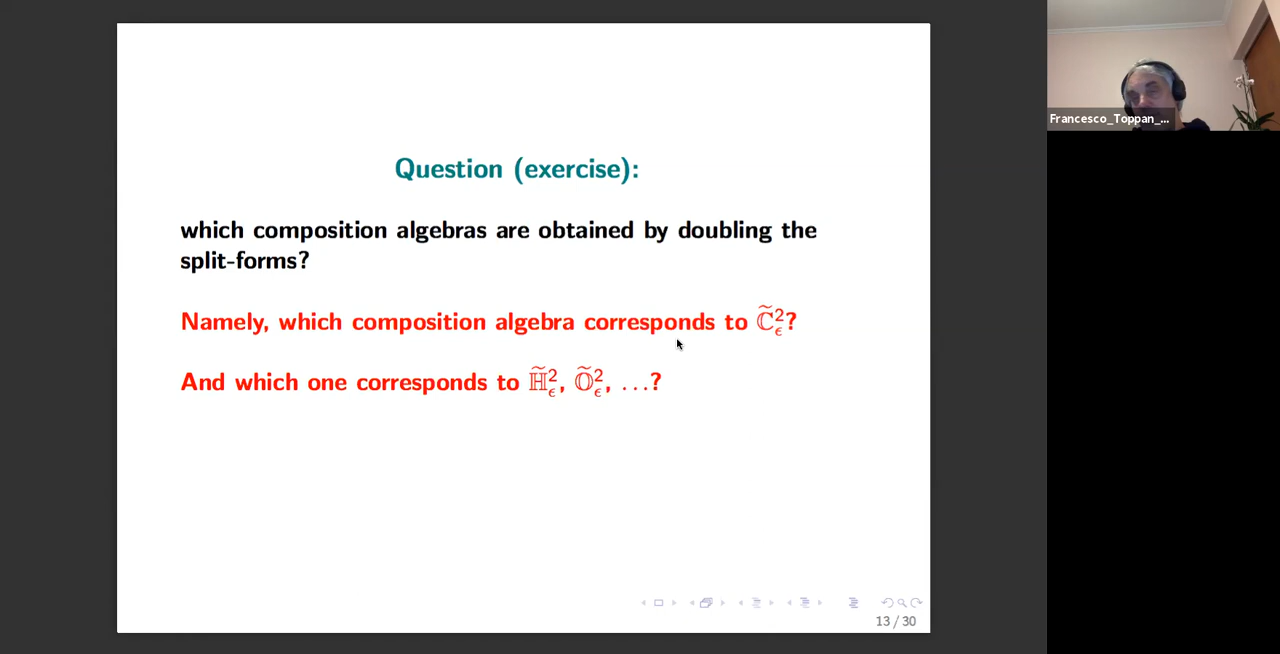 Question (exercise):
which composition algebras are obtained by doubling the
split-forms?
Namely, which composition algebra corresponds to ℂ̃²_ϵ?
And which one corresponds to ℍ̃²_ϵ, 𝕆̃²_ϵ, …?
13 / 30
Francesco_Toppan_...